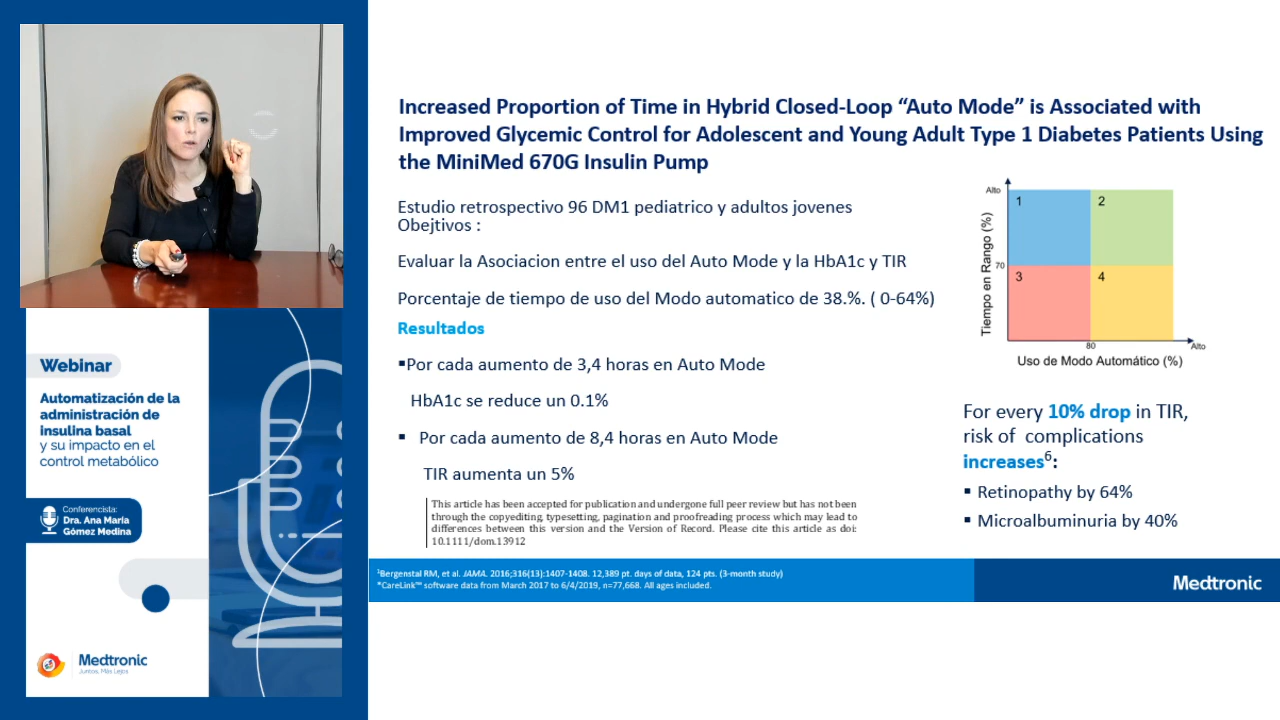 Webinar
Automatización de la
administración de
insulina basal
y su impacto en el
control metabólico
Conferencista:
Dra. Ana María
Gómez Medina
Medtronic
Juntos, Más Lejos
Increased Proportion of Time in Hybrid Closed-Loop “Auto Mode” is Associated with
Improved Glycemic Control for Adolescent and Young Adult Type 1 Diabetes Patients Using
the MiniMed 670G Insulin Pump
Estudio retrospectivo 96 DM1 pediatrico y adultos jovenes
Obejtivos :
Evaluar la Asociacion entre el uso del Auto Mode y la HbA1c y TIR
Porcentaje de tiempo de uso del Modo automatico de 38.%. ( 0-64%)
Resultados
▪Por cada aumento de 3,4 horas en Auto Mode
HbA1c se reduce un 0.1%
▪ Por cada aumento de 8,4 horas en Auto Mode
TIR aumenta un 5%
This article has been accepted for publication and undergone full peer review but has not been
through the copyediting, typesetting, pagination and proofreading process which may lead to
differences between this version and the Version of Record. Please cite this article as doi:
10.1111/dom.13912
Alto
Tiempo en Rango (%)
70
1
2
3
4
80
Alto
Uso de Modo Automático (%)
For every 10% drop in TIR,
risk of complications
increases⁶:
▪ Retinopathy by 64%
▪ Microalbuminuria by 40%
¹Bergenstal RM, et al. JAMA. 2016;316(13):1407-1408. 12,389 pt. days of data, 124 pts. (3-month study)
*CareLink™ software data from March 2017 to 6/4/2019, n=77,668. All ages included.
Medtronic